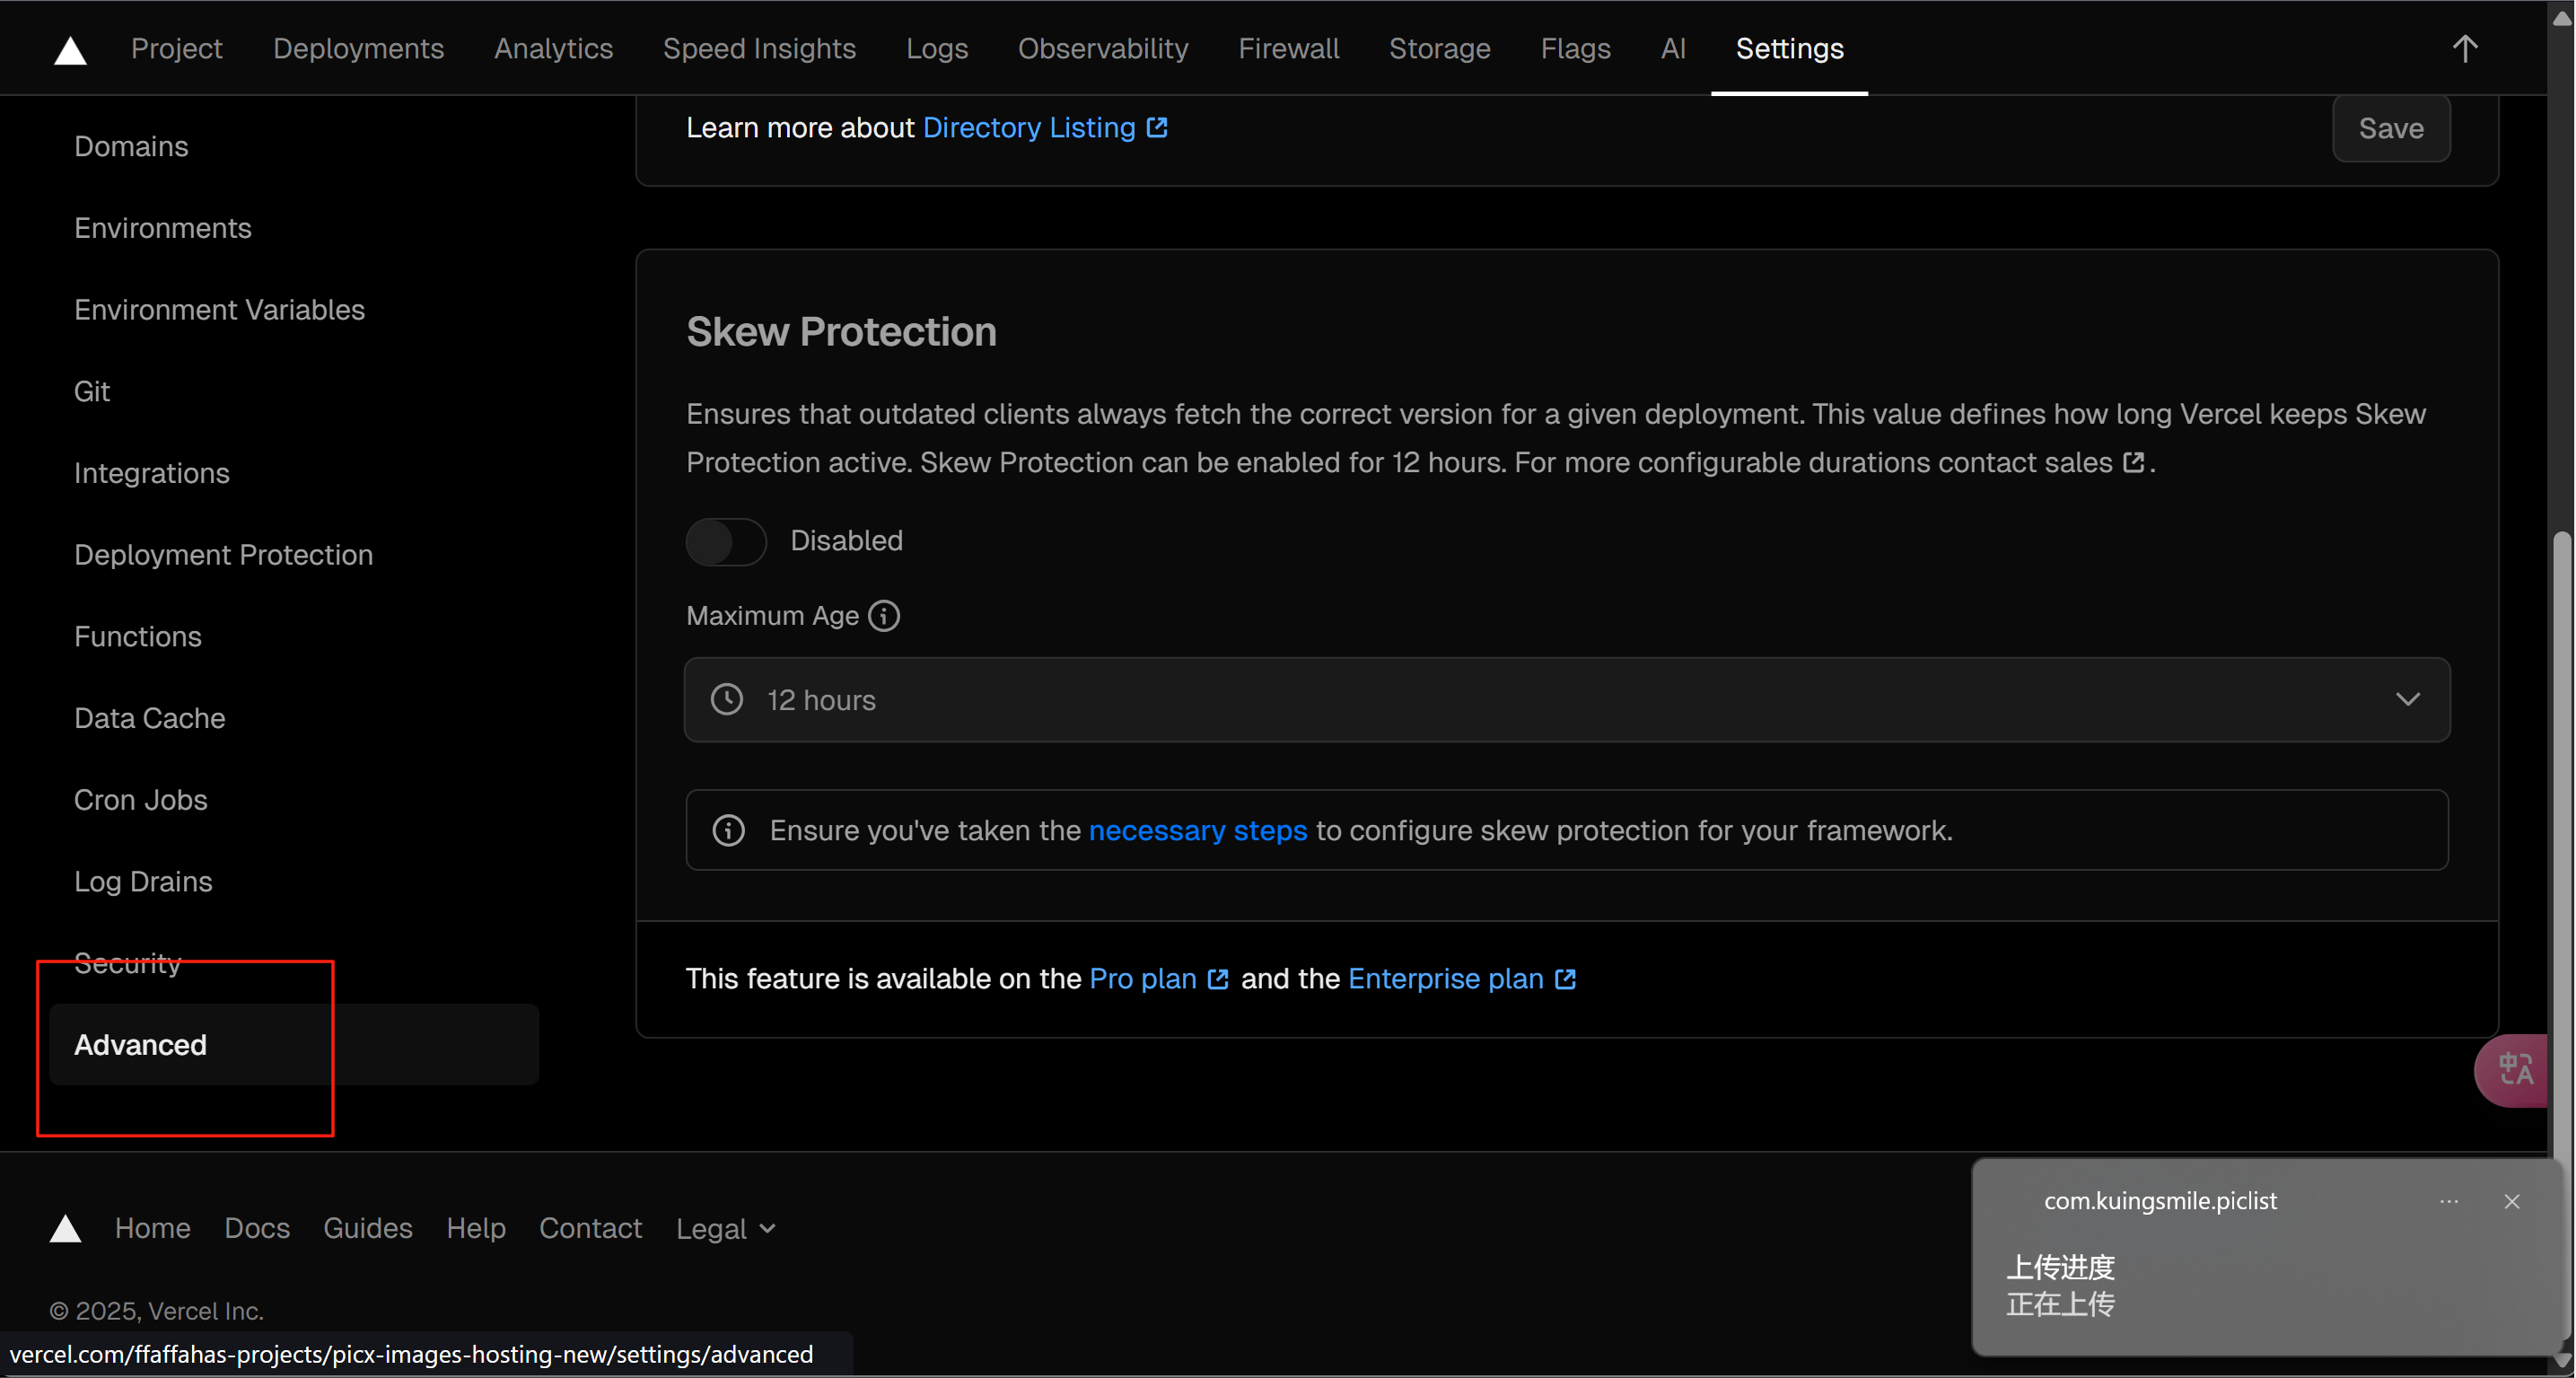 Project Deployments Analytics Speed Insights Logs Observability Firewall Storage Flags AI Settings
Domains
Environments
Environment Variables
Git
Integrations
Deployment Protection
Functions
Data Cache
Cron Jobs
Log Drains
Security
Advanced
Learn more about Directory Listing
Save
Skew Protection
Ensures that outdated clients always fetch the correct version for a given deployment. This value defines how long Vercel keeps Skew
Protection active. Skew Protection can be enabled for 12 hours. For more configurable durations contact sales .
Disabled
Maximum Age
12 hours
Ensure you've taken the necessary steps to configure skew protection for your framework.
This feature is available on the Pro plan and the Enterprise plan
中A
Home Docs Guides Help Contact Legal
© 2025, Vercel Inc.
vercel.com/ffaffahas-projects/picx-images-hosting-new/settings/advanced
com.kuingsmile.piclist
上传进度
正在上传